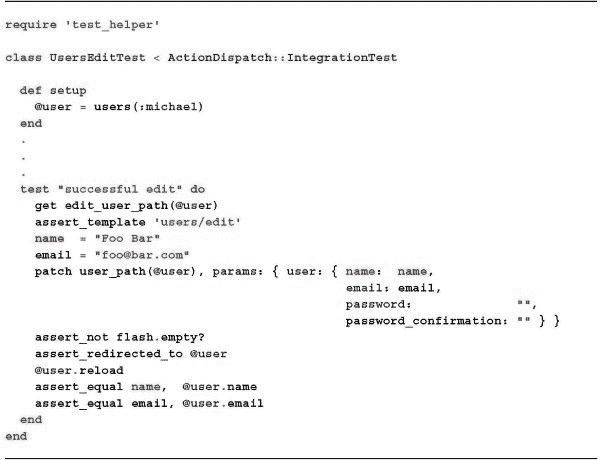 require 'test_helper'
class UsersEditTest < ActionDispatch::IntegrationTest
  def setup
    @user = users(:michael)
  end
  .
  .
  .
  test "successful edit" do
    get edit_user_path(@user)
    assert_template 'users/edit'
    name  = "Foo Bar"
    email = "foo@bar.com"
    patch user_path(@user), params: { user: { name:  name,
                                              email: email,
                                              password:              "",
                                              password_confirmation: "" } }
    assert_not flash.empty?
    assert_redirected_to @user
    @user.reload
    assert_equal name,  @user.name
    assert_equal email, @user.email
  end
end